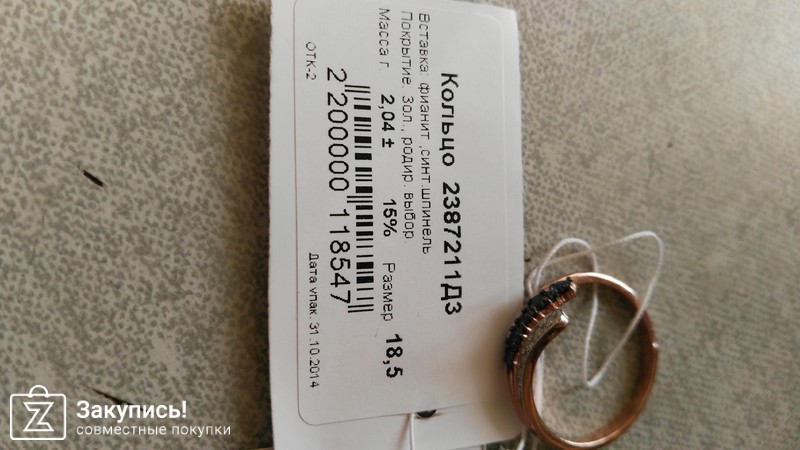 Кольцо 2387211Д3
Вставка: фианит ,синт.шпинель
Покрытие: Зол., родир. выбор
Масса г. 2,04 ± 15% Размер 18,5
2 200000 118547
ОТК-2 Дата упак. 31.10.2014
Закупись!
совместные покупки